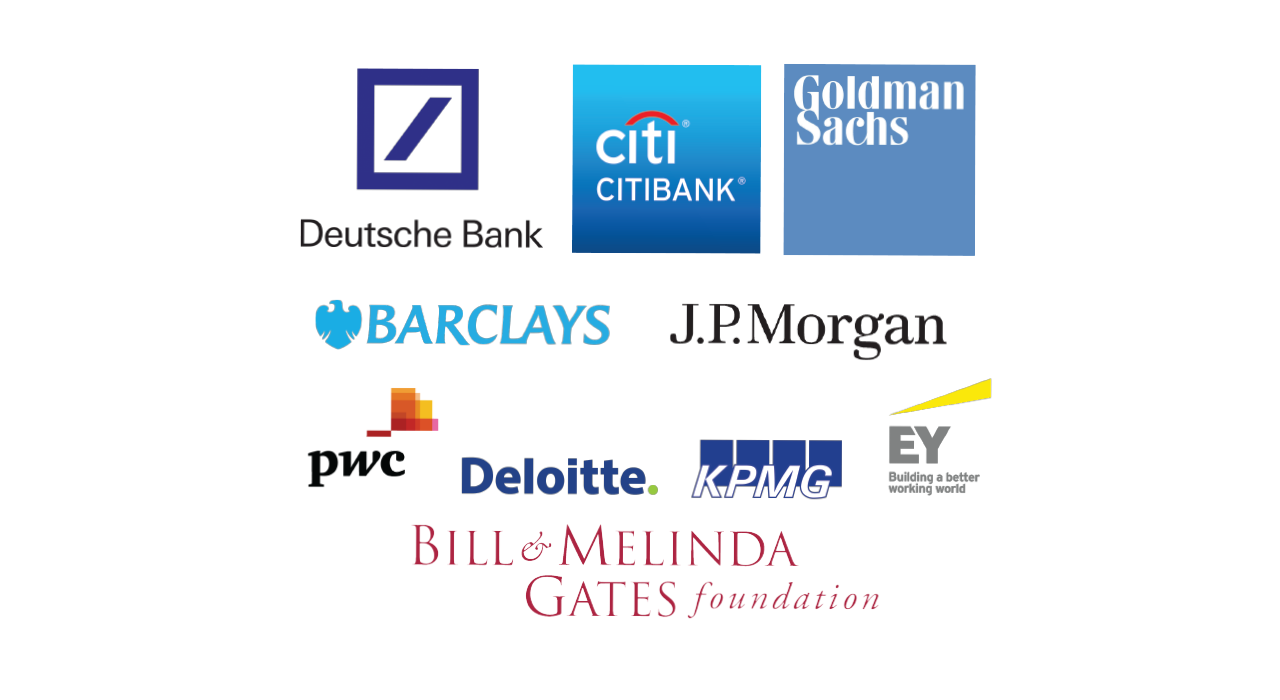 Deutsche Bank
citi®
CITIBANK®
Goldman
Sachs
BARCLAYS
J.P.Morgan
pwc
Deloitte.
KPMG
EY
Building a better
working world
BILL & MELINDA
GATES foundation